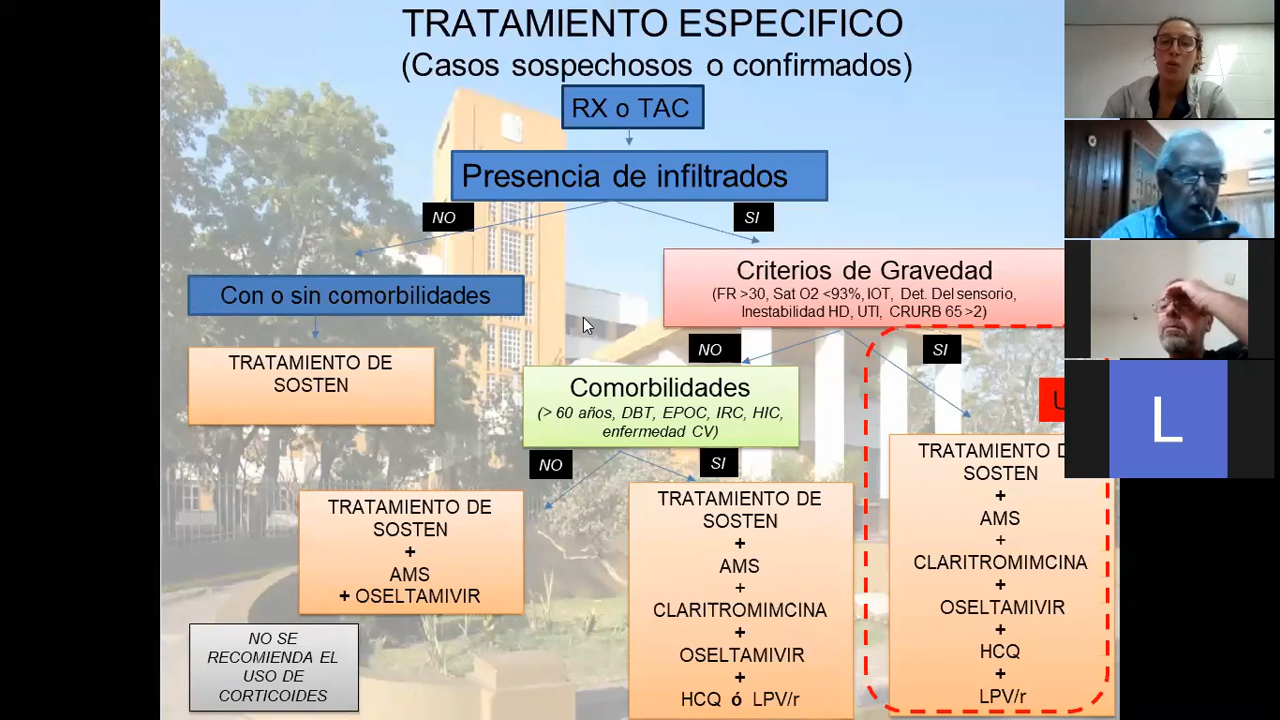 TRATAMIENTO ESPECIFICO
(Casos sospechosos o confirmados)
RX o TAC
Presencia de infiltrados
NO
SI
Con o sin comorbilidades
TRATAMIENTO DE
SOSTEN
Criterios de Gravedad
(FR >30, Sat O2 <93%, IOT, Det. Del sensorio,
Inestabilidad HD, UTI, CRURB 65 >2)
NO
SI
Comorbilidades
(> 60 años, DBT, EPOC, IRC, HIC,
enfermedad CV)
NO
SI
TRATAMIENTO DE
SOSTEN
+
AMS
+ OSELTAMIVIR
TRATAMIENTO DE
SOSTEN
+
AMS
+
CLARITROMIMCINA
+
OSELTAMIVIR
+
HCQ ó LPV/r
TRATAMIENTO
SOSTEN
+
AMS
+
CLARITROMIMCINA
+
OSELTAMIVIR
+
HCQ
+
LPV/r
NO SE
RECOMIENDA EL
USO DE
CORTICOIDES
L